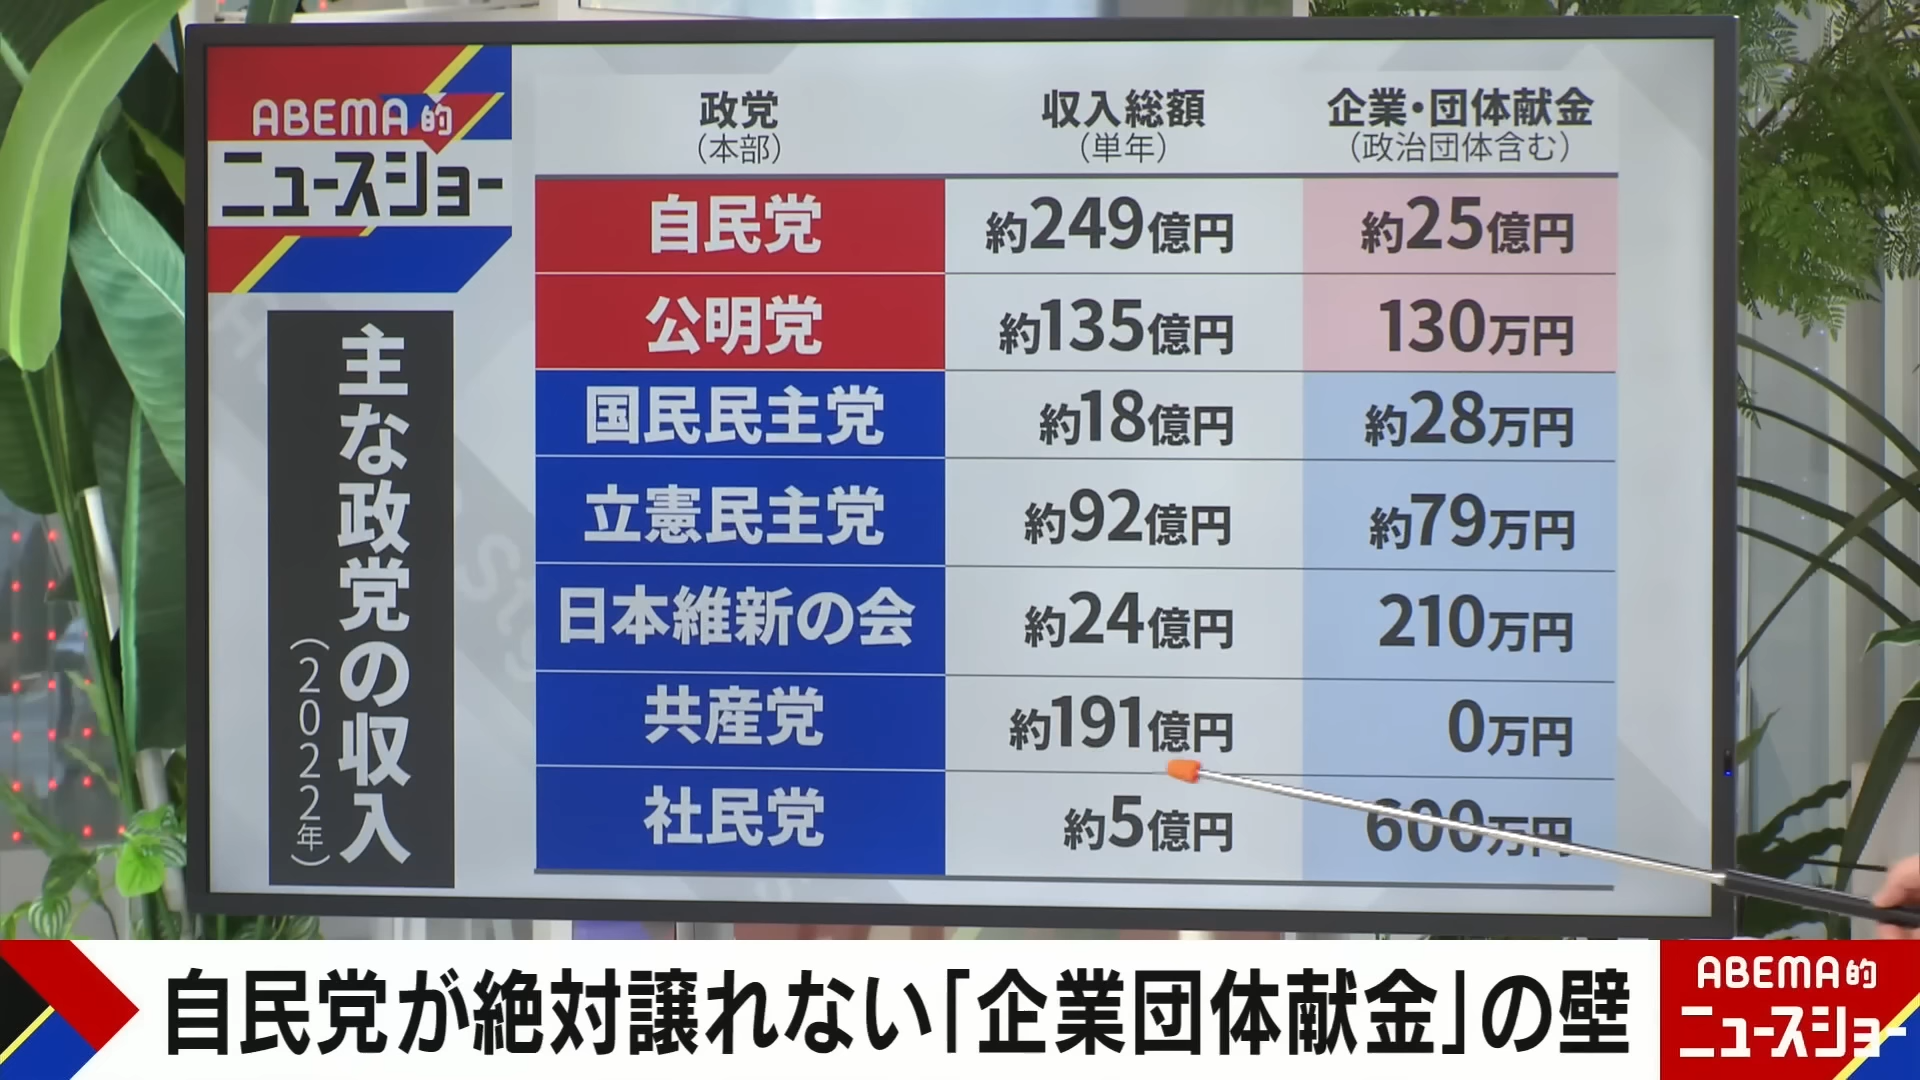 ABEMA的
ニュースショー
主な政党の収入
（2022年）
政党 収入総額 企業・団体献金
（本部） （単年） （政治団体含む）
自民党 約249億円 約25億円
公明党 約135億円 130万円
国民民主党 約18億円 約28万円
立憲民主党 約92億円 約79万円
日本維新の会 約24億円 210万円
共産党 約191億円 0万円
社民党 約5億円 600万円
自民党が絶対譲れない「企業団体献金」の壁
ABEMA的
ニュースショー